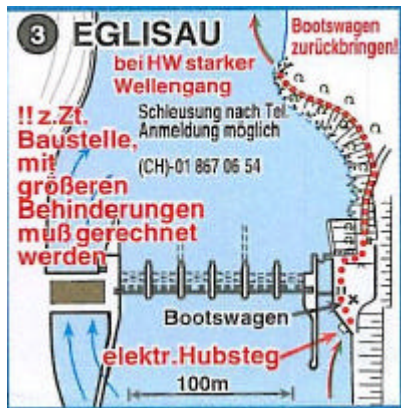 3 EGLISAU
Bootswagen
zurückbringen!
bei HW starker
Wellengang
!! z.Zt.
Baustelle,
mit
größeren
Behinderungen
muß gerechnet
werden
Schleusung nach Tel.
Anmeldung möglich
(CH)-01 867 06 54
Bootswagen
elektr.Hubsteg
100m